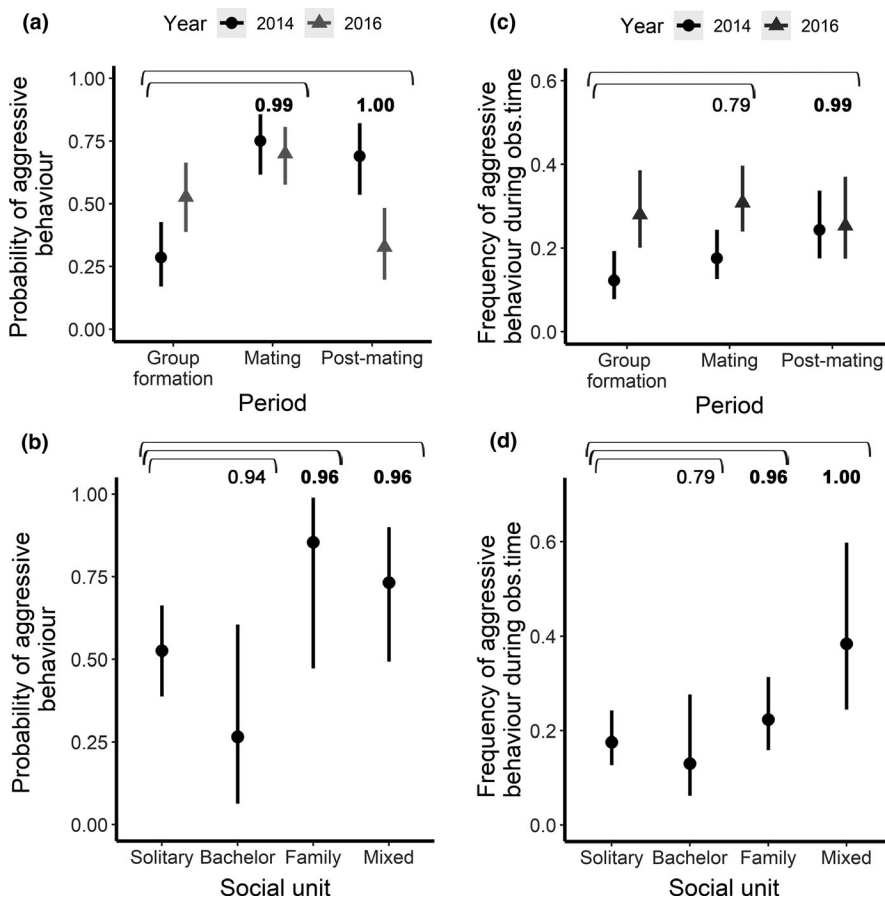 (a)
Year 2014 2016
0.99 1.00
1.00
0.75
0.50
0.25
0.00
Probability of aggressive
behaviour
Group
formation
Mating
Post-mating
Period
(c)
Year 2014 2016
0.79 0.99
0.6
0.4
0.2
0.0
Frequency of aggressive
behaviour during obs.time
Group
formation
Mating
Post-mating
Period
(b)
0.94 0.96 0.96
1.00
0.75
0.50
0.25
0.00
Probability of aggressive
behaviour
Solitary Bachelor Family Mixed
Social unit
(d)
0.79 0.96 1.00
0.6
0.4
0.2
0.0
Frequency of aggressive
behaviour during obs.time
Solitary Bachelor Family Mixed
Social unit